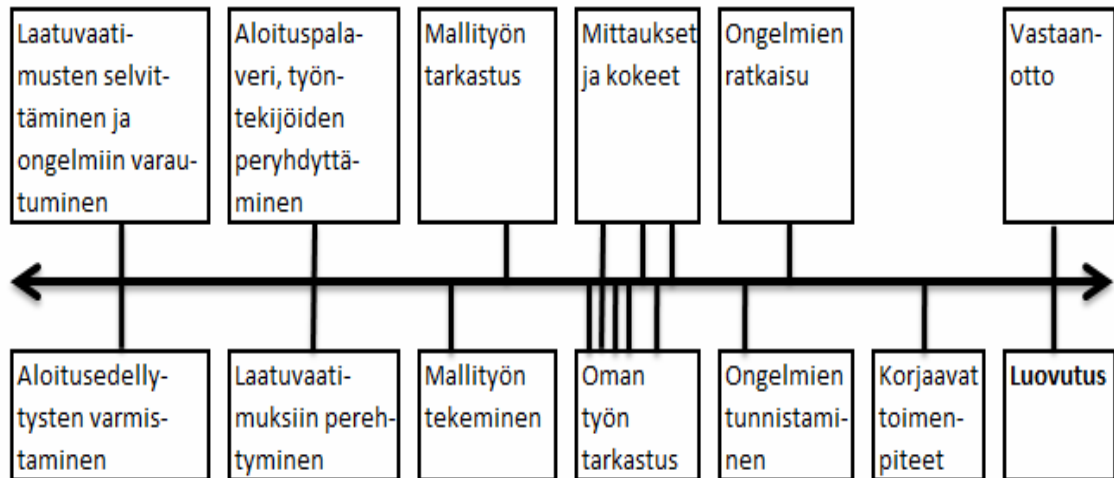 Laatuvaati-
musten selvit-
täminen ja
ongelmiin varau-
tuminen
Aloituspala-
veri, työn-
tekijöiden
peryhdyttä-
minen
Mallityön
tarkastus
Mittaukset
ja kokeet
Ongelmien
ratkaisu
Vastaan-
otto
Aloitusedelly-
tysten varmis-
taminen
Laatuvaati-
muksiin pereh-
tyminen
Mallityön
tekeminen
Oman
työn
tarkastus
Ongelmien
tunnistami-
nen
Korjaavat
toimen-
piteet
Luovutus